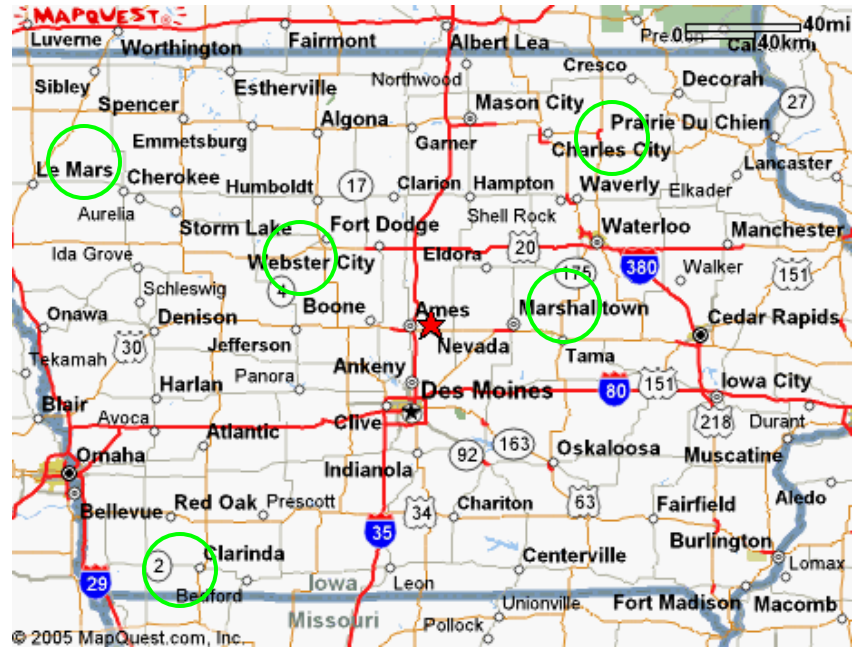 MAPQUEST
40mi
40km
Luverne
Worthington
Fairmont
Albert Lea
Northwood
Cresco
Sibley
Estherville
Decorah
Spencer
Mason City
27
Emmetsburg
Algona
Prairie Du Chien
Garner
Charles City
Le Mars
Cherokee
Humboldt
17
Clarion
Hampton
Waverly
Elkader
Lancaster
Aurelia
Shell Rock
Storm Lake
Fort Dodge
Waterloo
Manchester
Ida Grove
Webster City
Eldora
20
175
380
Walker
151
Schleswig
4
Boone
Ames
Marshalltown
Onawa
Denison
Cedar Rapids
30
Jefferson
Nevada
Tama
Tekamah
Ankeny
Harlan
Panora
Des Moines
80
151
Iowa City
Blair
Avoca
Clive
218
Durant
Atlantic
92
163
Oskaloosa
Muscatine
Omaha
Indianola
Aledo
Bellevue
Red Oak
Prescott
34
Chariton
63
Fairfield
35
Burlington
2
Clarinda
Centerville
Lomax
29
Iowa
Leon
Bedford
Missouri
Unionville
Fort Madison
Macomb
Pollock
© 2005 MapQuest.com, Inc.